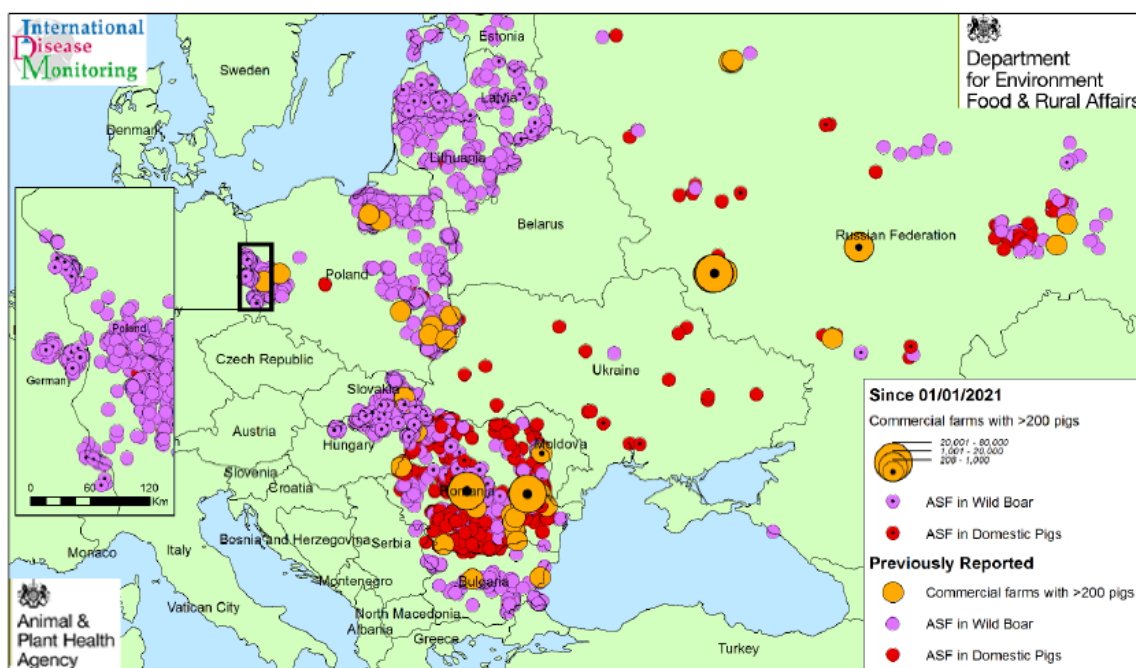 International
Disease
Monitoring
Department
for Environment
Food & Rural Affairs
Estonia
Sweden
Latvia
Denmark
Lithuania
Belarus
Russian Federation
Poland
Poland
Germany
0 60 120
Km
Czech Republic
Ukraine
Slovakia
Austria
Hungary
Moldova
Slovenia
Croatia
Romania
Bosnia and Herzegovina
Serbia
Monaco
Italy
Montenegro
Bulgaria
Vatican City
North Macedonia
Albania
Greece
Turkey
Since 01/01/2021
Commercial farms with >200 pigs
20,001 - 80,000
1,001 - 20,000
208 - 1,000
ASF in Wild Boar
ASF in Domestic Pigs
Previously Reported
Commercial farms with >200 pigs
ASF in Wild Boar
ASF in Domestic Pigs
Animal &
Plant Health
Agency